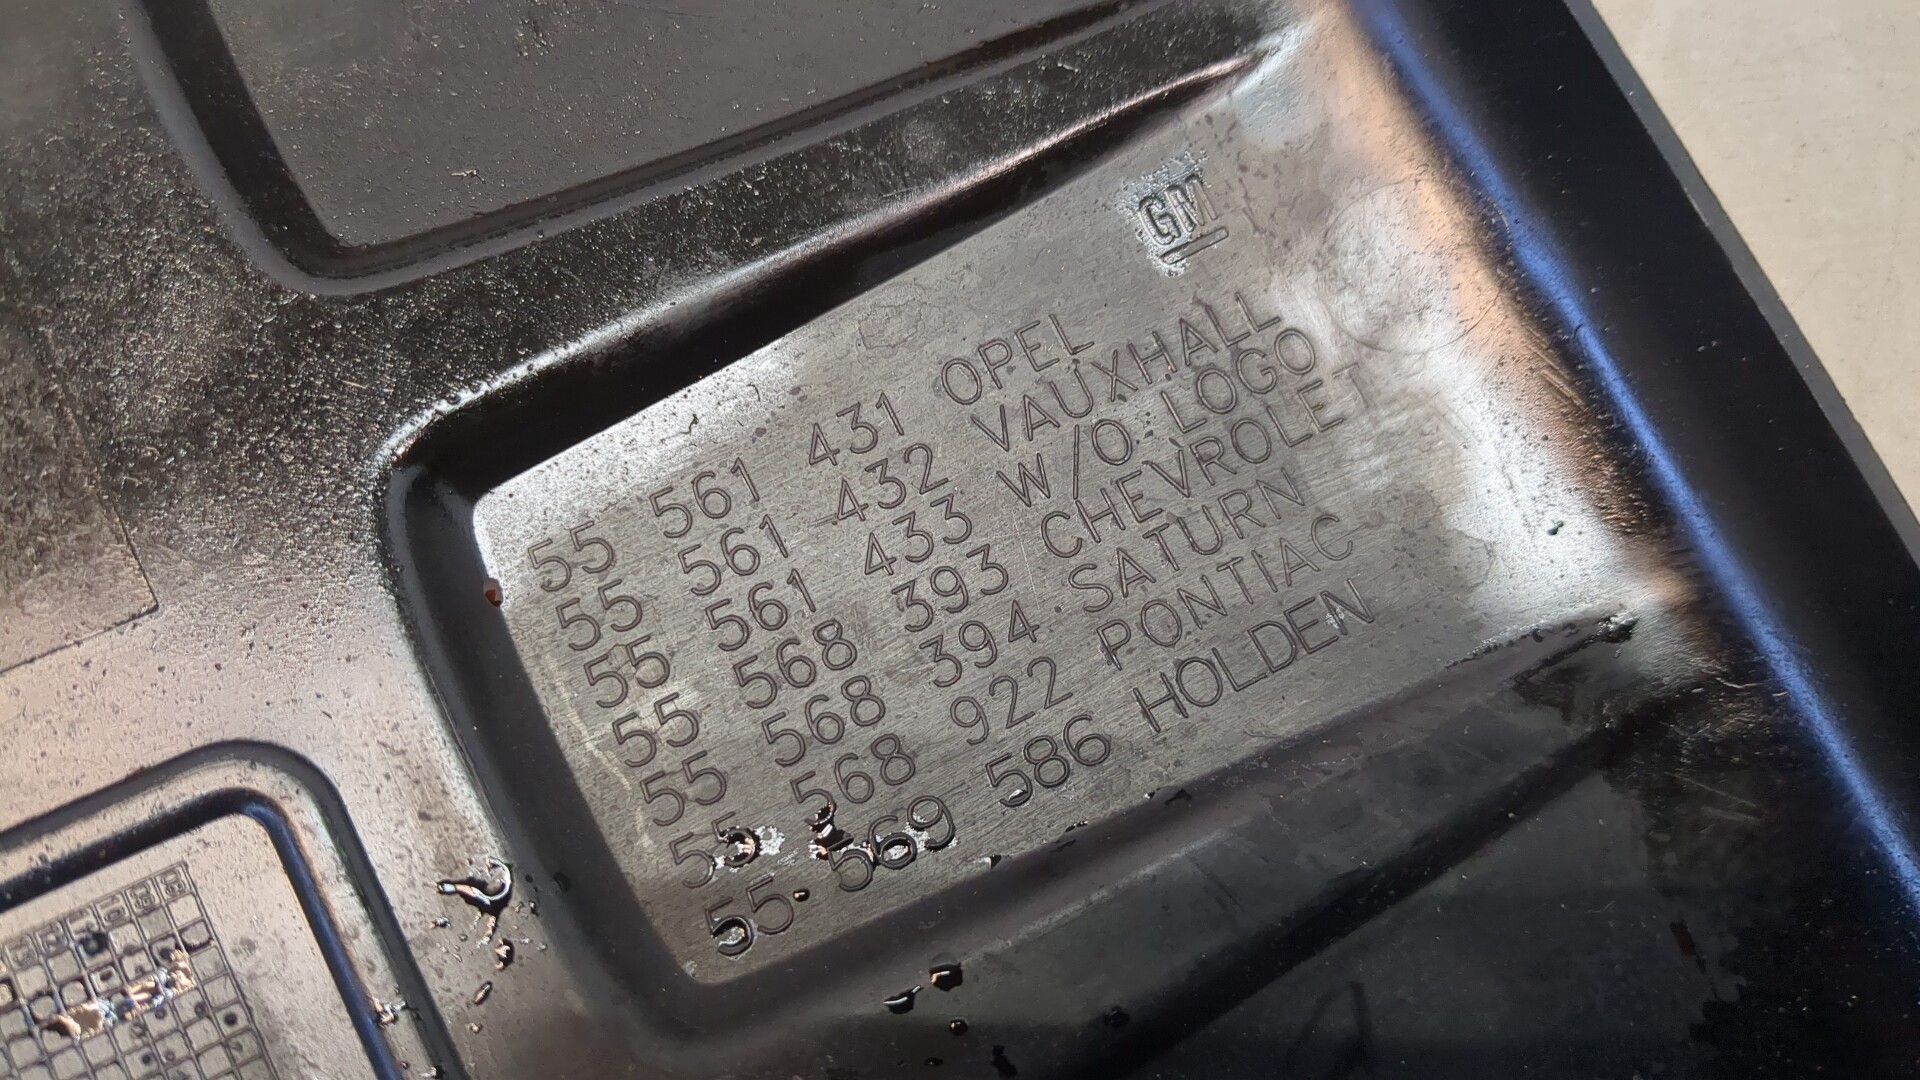 GM
55 561 431 OPEL
55 561 432 VAUXHALL
55 561 433 W/O LOGO
55 568 393 CHEVROLET
55 568 394 SATURN
55 568 922 PONTIAC
55 569 586 HOLDEN